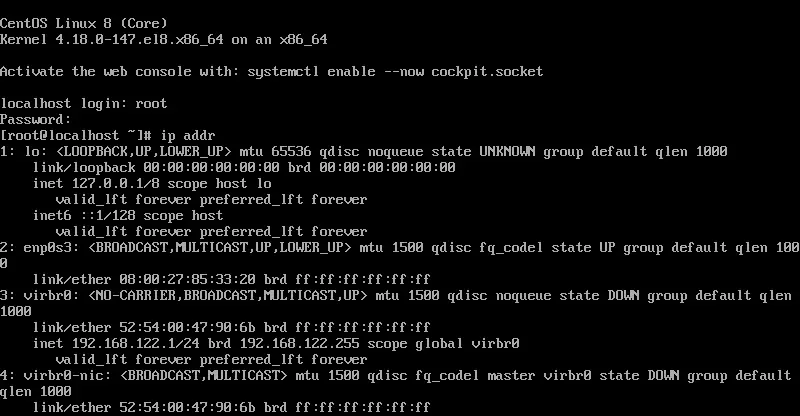 CentOS Linux 8 (Core)
Kernel 4.18.0-147.el8.x86_64 on an x86_64
Activate the web console with: systemctl enable --now cockpit.socket
localhost login: root
Password:
[root@localhost ~]# ip addr
1: lo: <LOOPBACK,UP,LOWER_UP> mtu 65536 qdisc noqueue state UNKNOWN group default qlen 1000
    link/loopback 00:00:00:00:00:00 brd 00:00:00:00:00:00
    inet 127.0.0.1/8 scope host lo
       valid_lft forever preferred_lft forever
    inet6 ::1/128 scope host
       valid_lft forever preferred_lft forever
2: enp0s3: <BROADCAST,MULTICAST,UP,LOWER_UP> mtu 1500 qdisc fq_codel state UP group default qlen 100
0
    link/ether 08:00:27:85:33:20 brd ff:ff:ff:ff:ff:ff
3: virbr0: <NO-CARRIER,BROADCAST,MULTICAST,UP> mtu 1500 qdisc noqueue state DOWN group default qlen
1000
    link/ether 52:54:00:47:90:6b brd ff:ff:ff:ff:ff:ff
    inet 192.168.122.1/24 brd 192.168.122.255 scope global virbr0
       valid_lft forever preferred_lft forever
4: virbr0-nic: <BROADCAST,MULTICAST> mtu 1500 qdisc fq_codel master virbr0 state DOWN group default
qlen 1000
    link/ether 52:54:00:47:90:6b brd ff:ff:ff:ff:ff:ff